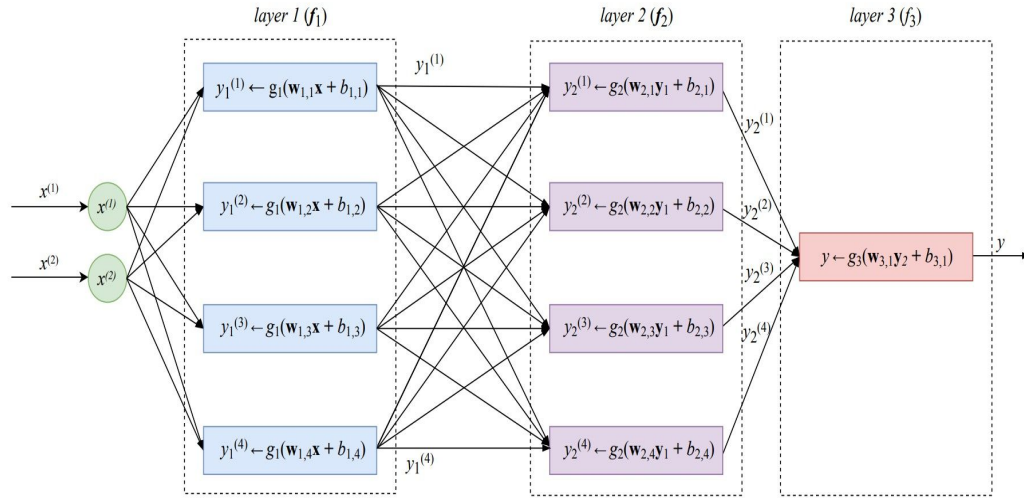 layer 1 (f₁)
layer 2 (f₂)
layer 3 (f₃)
y₁⁽¹⁾
y₁⁽¹⁾ ← g₁(w₁,₁x + b₁,₁)
y₂⁽¹⁾ ← g₂(w₂,₁y₁ + b₂,₁)
y₂⁽¹⁾
x⁽¹⁾
x⁽¹⁾
y₁⁽²⁾ ← g₁(w₁,₂x + b₁,₂)
y₂⁽²⁾ ← g₂(w₂,₂y₁ + b₂,₂)
y₂⁽²⁾
y ← g₃(w₃,₁y₂ + b₃,₁)
y
x⁽²⁾
x⁽²⁾
y₂⁽³⁾
y₁⁽³⁾ ← g₁(w₁,₃x + b₁,₃)
y₂⁽³⁾ ← g₂(w₂,₃y₁ + b₂,₃)
y₂⁽⁴⁾
y₁⁽⁴⁾ ← g₁(w₁,₄x + b₁,₄)
y₁⁽⁴⁾
y₂⁽⁴⁾ ← g₂(w₂,₄y₁ + b₂,₄)